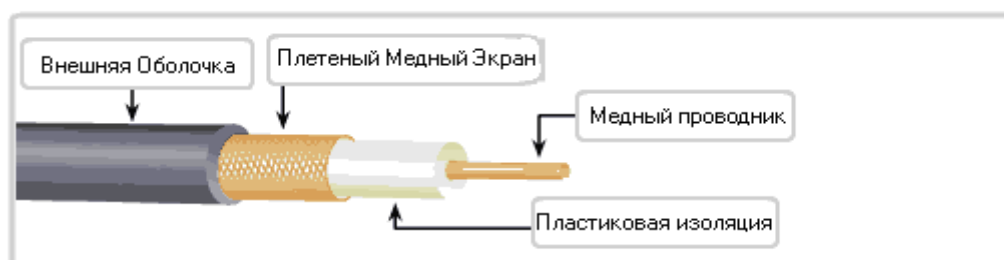 Внешняя Оболочка
Плетеный Медный Экран
Медный проводник
Пластиковая изоляция